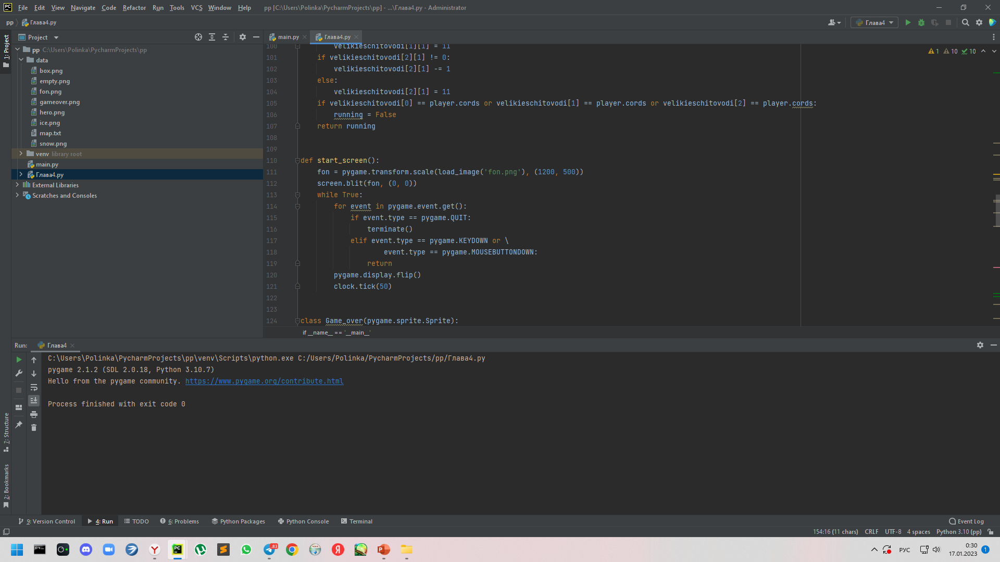 File Edit View Navigate Code Refactor Run Tools VCS Window Help pp [C:\Users\Polinka\PycharmProjects\pp] - ...\Глава4.py - Administrator
pp Глава4.py Глава4
1: Project
Project
main.py Глава4.py
pp C:\Users\Polinka\PycharmProjects\pp
data
box.png
empty.png
fon.png
gameover.png
hero.png
ice.png
map.txt
snow.png
venv library root
main.py
Глава4.py
External Libraries
Scratches and Consoles
1 10 10
100 velikieschitovodi[1][1] = 11
101 if velikieschitovodi[2][1] != 0:
102 velikieschitovodi[2][1] -= 1
103 else:
104 velikieschitovodi[2][1] = 11
105 if velikieschitovodi[0] == player.cords or velikieschitovodi[1] == player.cords or velikieschitovodi[2] == player.cords:
106 running = False
107 return running
108
109
110 def start_screen():
111 fon = pygame.transform.scale(load_image('fon.png'), (1200, 500))
112 screen.blit(fon, (0, 0))
113 while True:
114 for event in pygame.event.get():
115 if event.type == pygame.QUIT:
116 terminate()
117 elif event.type == pygame.KEYDOWN or \
118 event.type == pygame.MOUSEBUTTONDOWN:
119 return
120 pygame.display.flip()
121 clock.tick(50)
122
123
124 class Game_over(pygame.sprite.Sprite):
if __name__ == '__main__'
Run: Глава4
C:\Users\Polinka\PycharmProjects\pp\venv\Scripts\python.exe C:/Users/Polinka/PycharmProjects/pp/Глава4.py
pygame 2.1.2 (SDL 2.0.18, Python 3.10.7)
Hello from the pygame community. https://www.pygame.org/contribute.html
Process finished with exit code 0
7: Structure
2: Bookmarks
9: Version Control 4: Run TODO 6: Problems Python Packages Python Console Terminal Event Log
154:16 (11 chars) CRLF UTF-8 4 spaces Python 3.10 (pp)
83
РУС
0:30
17.01.2023
1